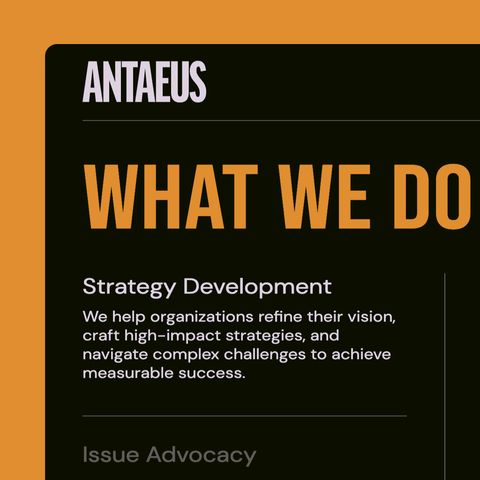 ANTAEUS
WHAT WE DO
Strategy Development
We help organizations refine their vision,
craft high-impact strategies, and
navigate complex challenges to achieve
measurable success.
Issue Advocacy